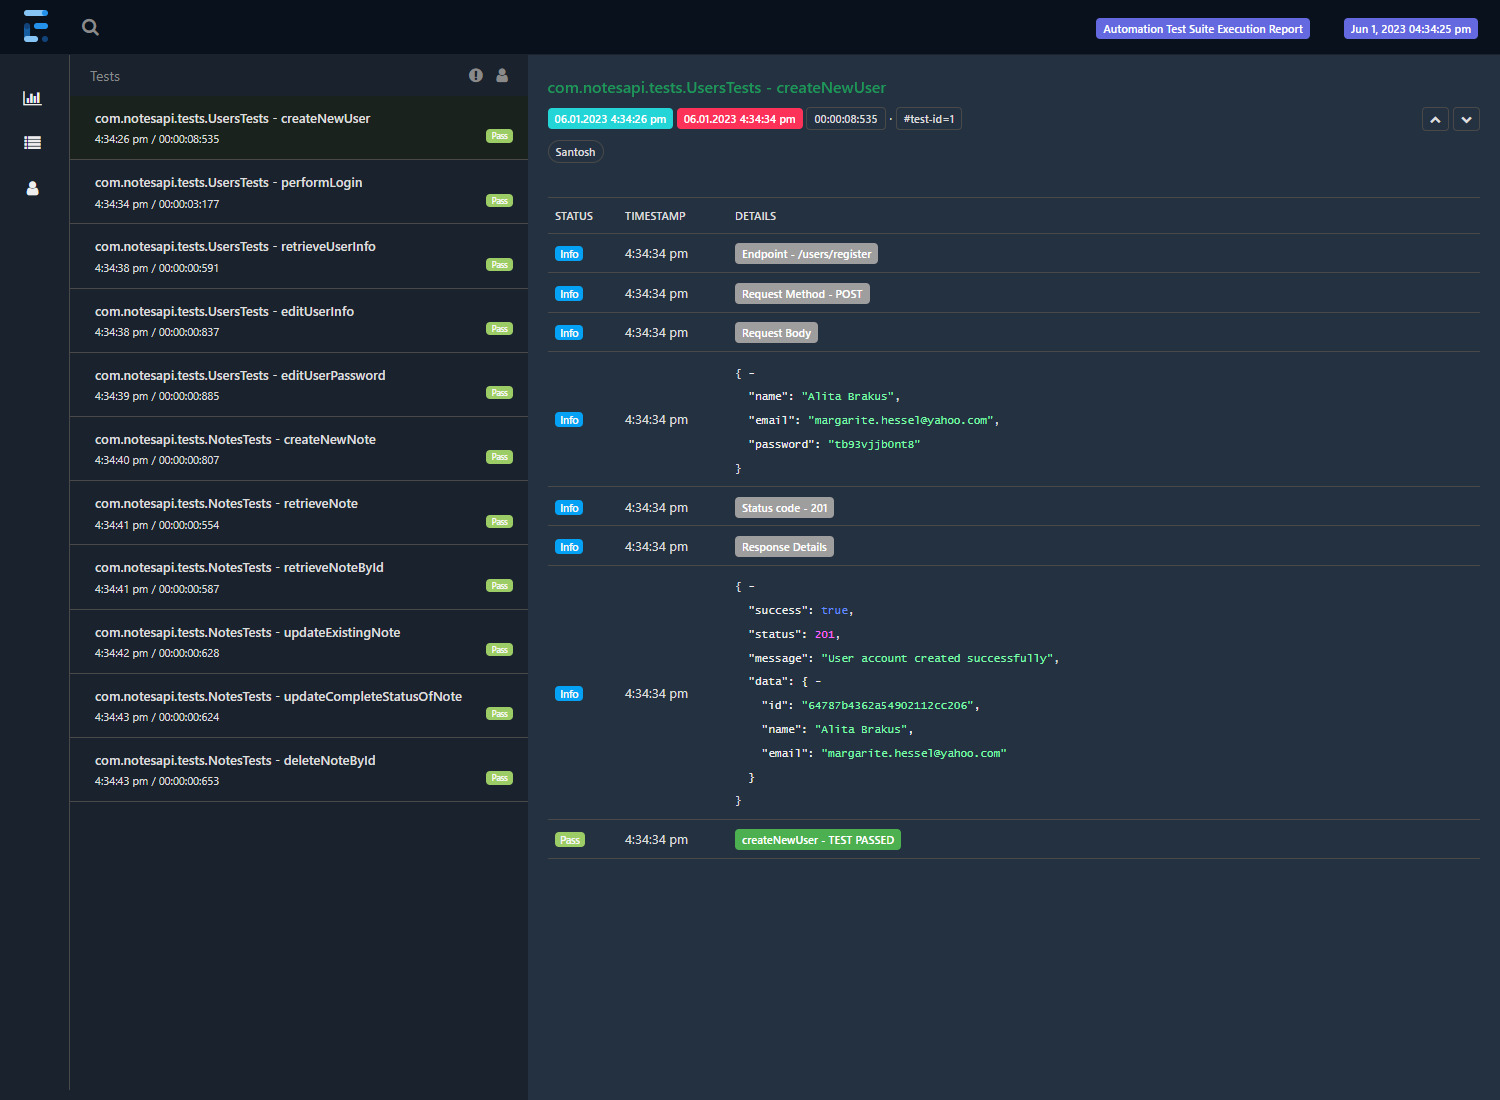 Automation Test Suite Execution Report
Jun 1, 2023 04:34:25 pm
Tests
com.notesapi.tests.UsersTests - createNewUser
4:34:26 pm / 00:00:08:535
Pass
com.notesapi.tests.UsersTests - performLogin
4:34:34 pm / 00:00:03:177
Pass
com.notesapi.tests.UsersTests - retrieveUserInfo
4:34:38 pm / 00:00:00:591
Pass
com.notesapi.tests.UsersTests - editUserInfo
4:34:38 pm / 00:00:00:837
Pass
com.notesapi.tests.UsersTests - editUserPassword
4:34:39 pm / 00:00:00:885
Pass
com.notesapi.tests.NotesTests - createNewNote
4:34:40 pm / 00:00:00:807
Pass
com.notesapi.tests.NotesTests - retrieveNote
4:34:41 pm / 00:00:00:554
Pass
com.notesapi.tests.NotesTests - retrieveNoteById
4:34:41 pm / 00:00:00:587
Pass
com.notesapi.tests.NotesTests - updateExistingNote
4:34:42 pm / 00:00:00:628
Pass
com.notesapi.tests.NotesTests - updateCompleteStatusOfNote
4:34:43 pm / 00:00:00:624
Pass
com.notesapi.tests.NotesTests - deleteNoteById
4:34:43 pm / 00:00:00:653
Pass
com.notesapi.tests.UsersTests - createNewUser
06.01.2023 4:34:26 pm 06.01.2023 4:34:34 pm 00:00:08:535 · #test-id=1
Santosh
STATUS TIMESTAMP DETAILS
Info 4:34:34 pm Endpoint - /users/register
Info 4:34:34 pm Request Method - POST
Info 4:34:34 pm Request Body
{ -
"name": "Alita Brakus",
Info 4:34:34 pm "email": "margarite.hessel@yahoo.com",
"password": "tb93vjjb0nt8"
}
Info 4:34:34 pm Status code - 201
Info 4:34:34 pm Response Details
{ -
"success": true,
"status": 201,
"message": "User account created successfully",
"data": { -
Info 4:34:34 pm
"id": "64787b4362a54902112cc206",
"name": "Alita Brakus",
"email": "margarite.hessel@yahoo.com"
}
}
Pass 4:34:34 pm createNewUser - TEST PASSED